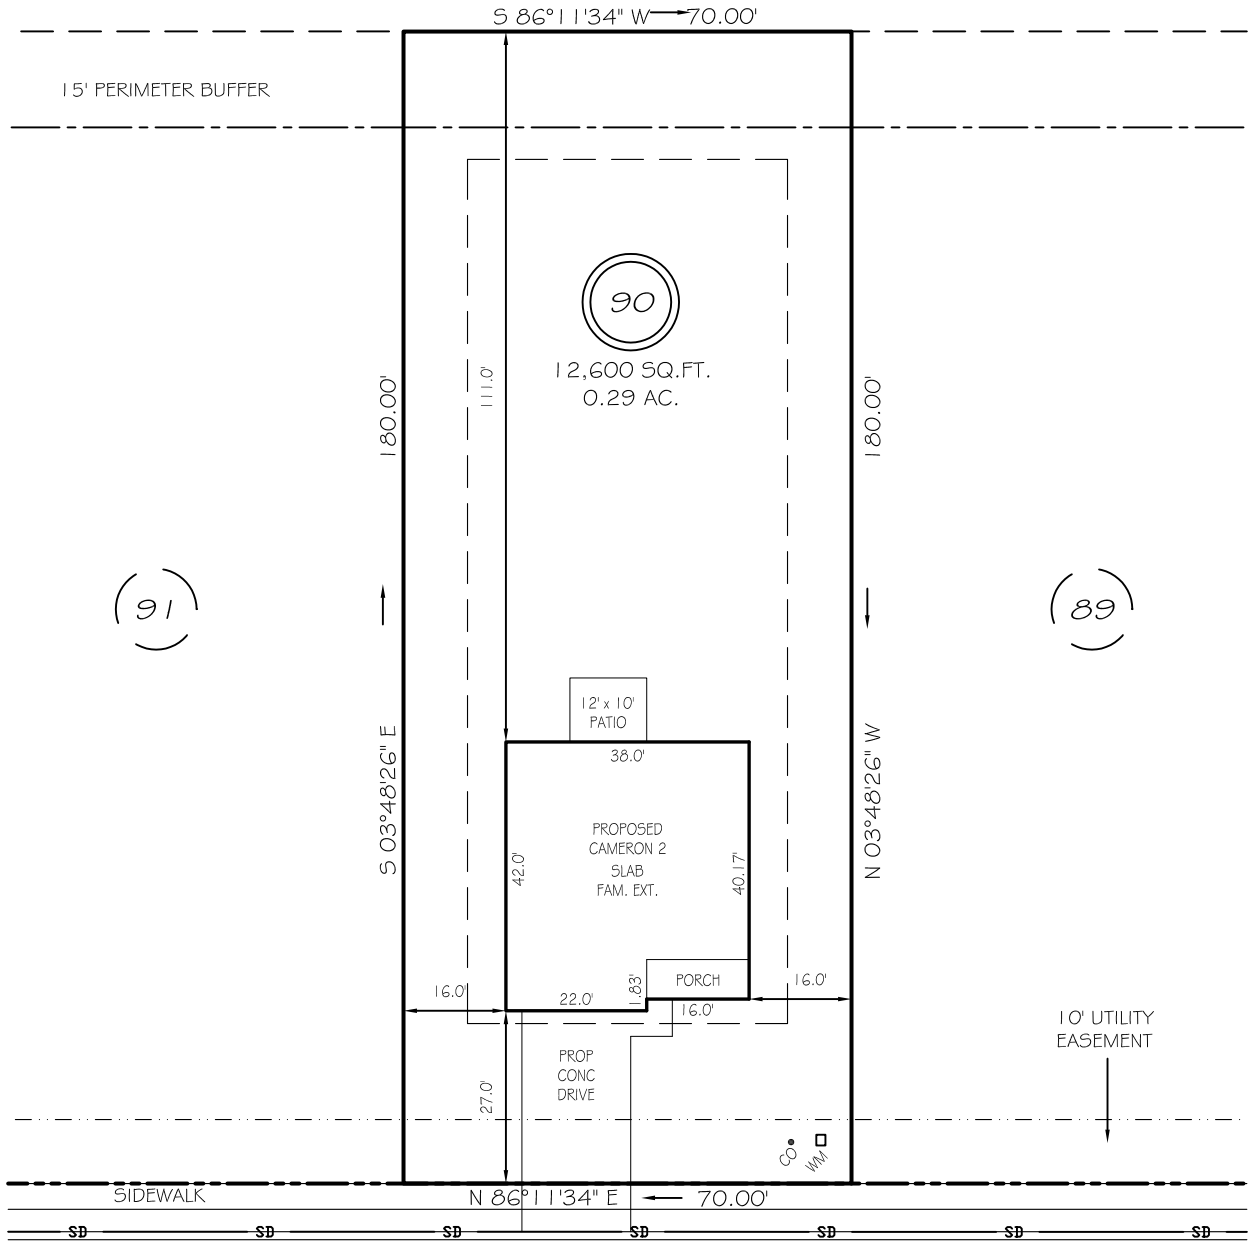 S 86°11'34" W 70.00'
15' PERIMETER BUFFER
90
12,600 SQ.FT.
0.29 AC.
111.0'
180.00'
180.00'
91
89
12' x 10'
PATIO
38.0'
S 03°48'26" E
N 03°48'26" W
PROPOSED
CAMERON 2
SLAB
FAM. EXT.
42.0'
40.17'
PORCH
1.83'
16.0'
22.0'
16.0'
16.0'
10' UTILITY
EASEMENT
PROP
CONC
DRIVE
27.0'
CO
WM
SIDEWALK
N 86°11'34" E 70.00'
SD SD SD SD SD SD SD